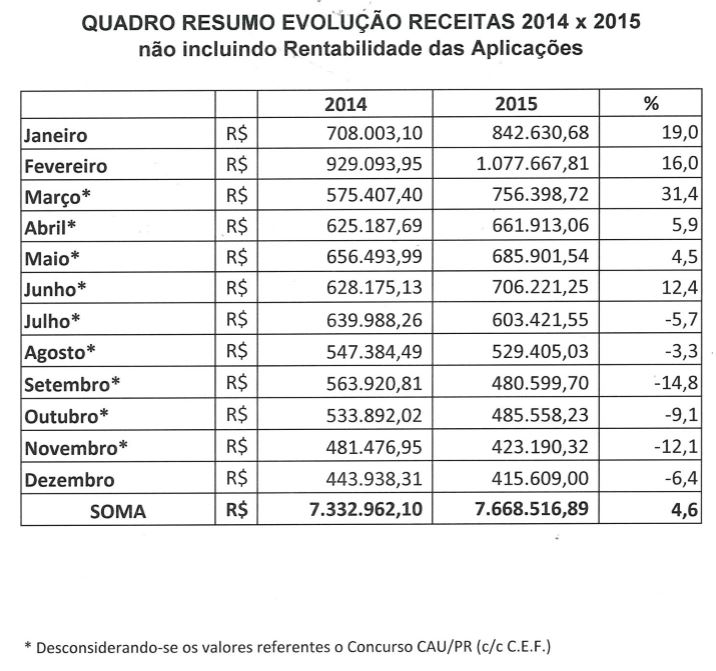 QUADRO RESUMO EVOLUÇÃO RECEITAS 2014 x 2015
não incluindo Rentabilidade das Aplicações
2014 2015 %
Janeiro R$ 708.003,10 842.630,68 19,0
Fevereiro R$ 929.093,95 1.077.667,81 16,0
Março* R$ 575.407,40 756.398,72 31,4
Abril* R$ 625.187,69 661.913,06 5,9
Maio* R$ 656.493,99 685.901,54 4,5
Junho* R$ 628.175,13 706.221,25 12,4
Julho* R$ 639.988,26 603.421,55 -5,7
Agosto* R$ 547.384,49 529.405,03 -3,3
Setembro* R$ 563.920,81 480.599,70 -14,8
Outubro* R$ 533.892,02 485.558,23 -9,1
Novembro* R$ 481.476,95 423.190,32 -12,1
Dezembro R$ 443.938,31 415.609,00 -6,4
SOMA R$ 7.332.962,10 7.668.516,89 4,6
* Desconsiderando-se os valores referentes o Concurso CAU/PR (c/c C.E.F.)